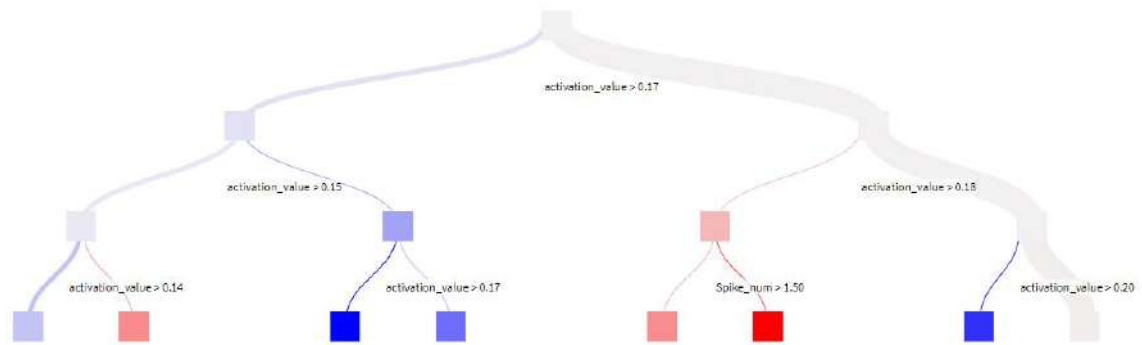 activation_value > 0.17
activation_value > 0.15
activation_value > 0.18
activation_value > 0.14
activation_value > 0.17
Spike_num > 1.50
activation_value > 0.20